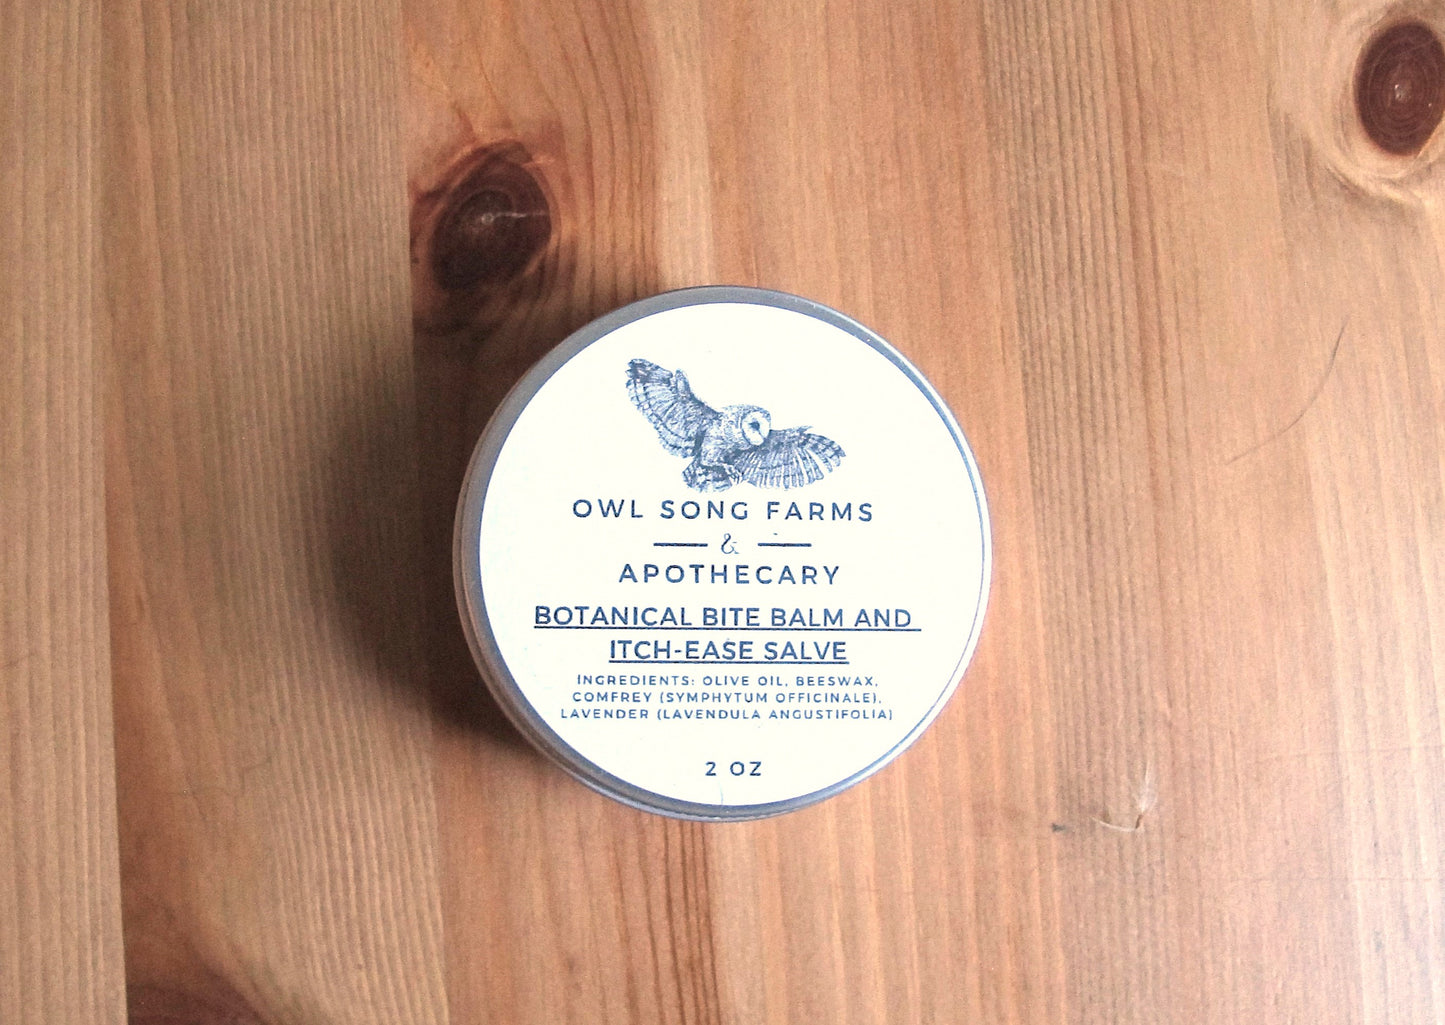 OWL SONG FARMS
&
APOTHECARY
BOTANICAL BITE BALM AND
ITCH-EASE SALVE
INGREDIENTS: OLIVE OIL, BEESWAX,
COMFREY (SYMPHYTUM OFFICINALE),
LAVENDER (LAVENDULA ANGUSTIFOLIA)
2 OZ